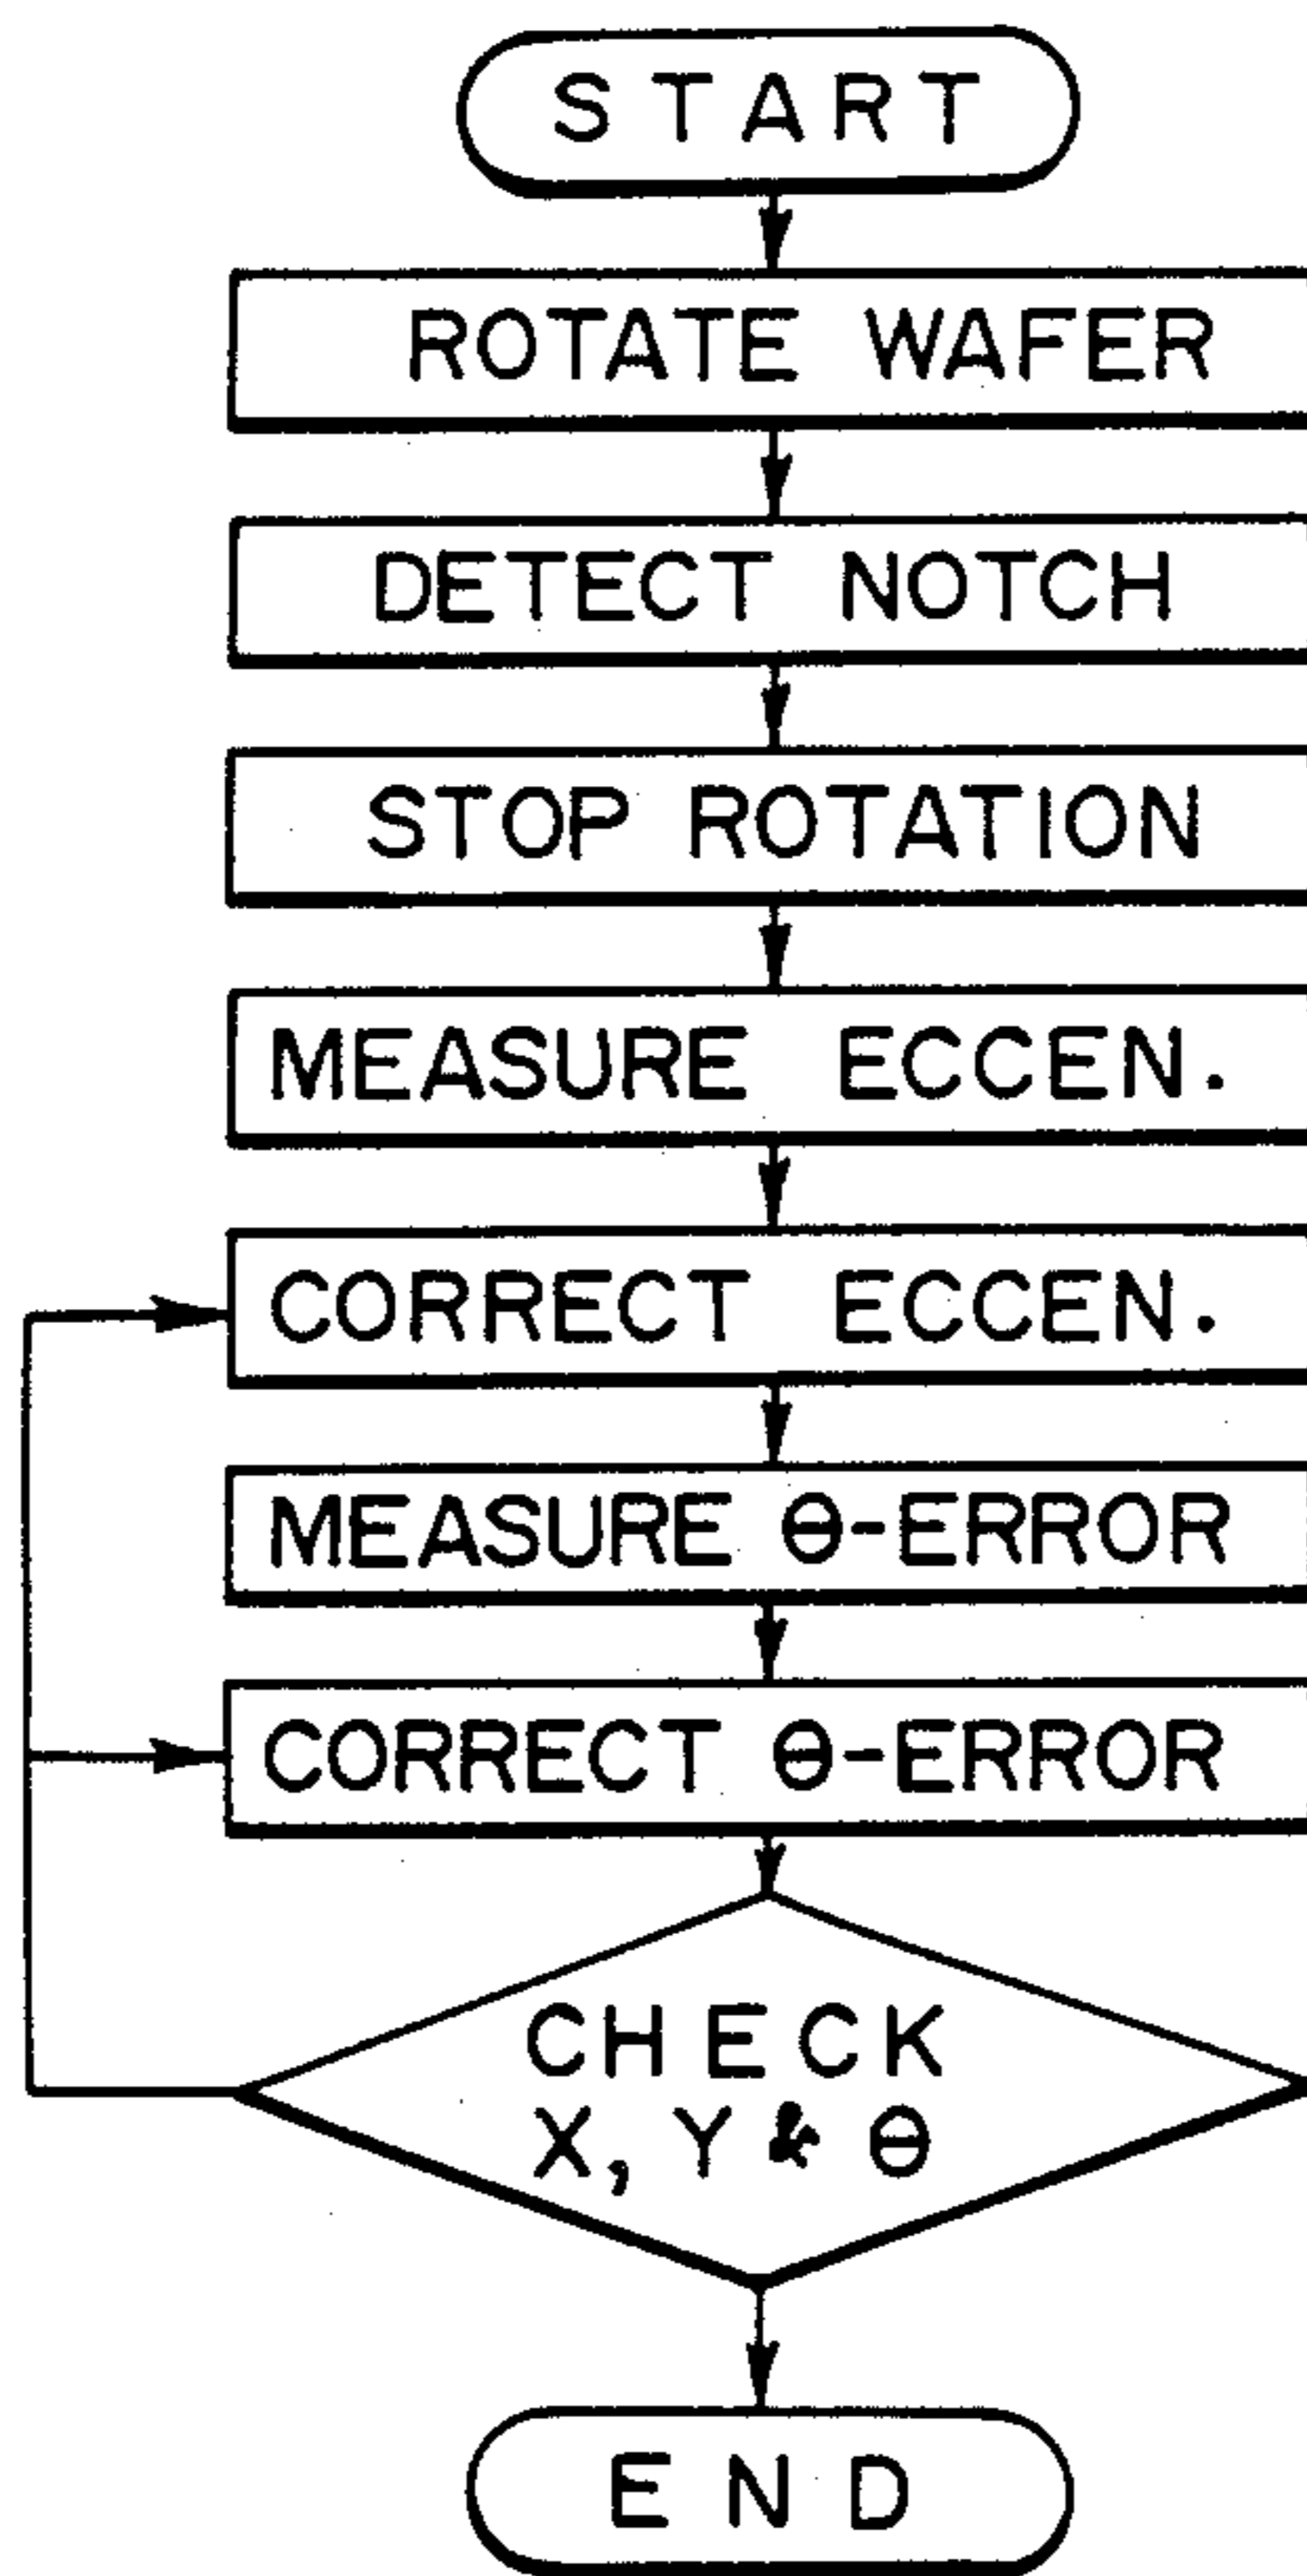 START
ROTATE WAFER
DETECT NOTCH
STOP ROTATION
MEASURE ECCEN.
CORRECT ECCEN.
MEASURE Θ-ERROR
CORRECT Θ-ERROR
CHECK
X, Y & Θ
END